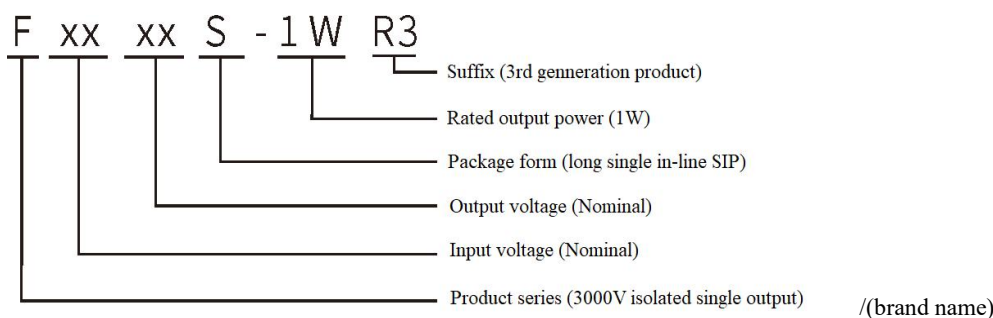 F xx xx S - 1W R3
Suffix (3rd genneration product)
Rated output power (1W)
Package form (long single in-line SIP)
Output voltage (Nominal)
Input voltage (Nominal)
Product series (3000V isolated single output)
/(brand name)